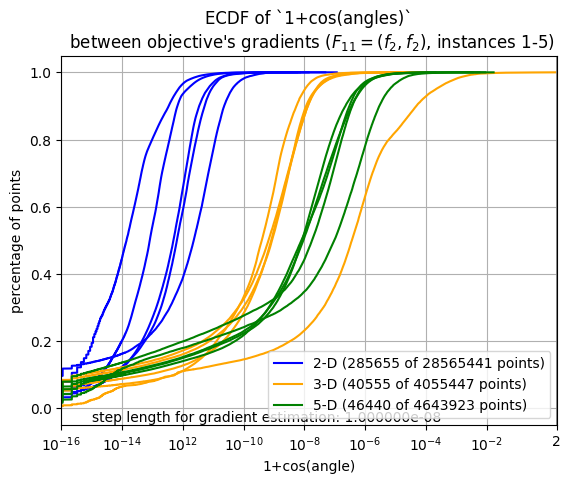 ECDF of `1+cos(angles)`
between objective's gradients (F₁₁ = (f₂, f₂), instances 1-5)
percentage of points
1.0
0.8
0.6
0.4
0.2
0.0
2-D (285655 of 28565441 points)
3-D (40555 of 4055447 points)
5-D (46440 of 4643923 points)
step length for gradient estimation: 1.000000e-08
10⁻¹⁶ 10⁻¹⁴ 10⁻¹² 10⁻¹⁰ 10⁻⁸ 10⁻⁶ 10⁻⁴ 10⁻² 2
1+cos(angle)